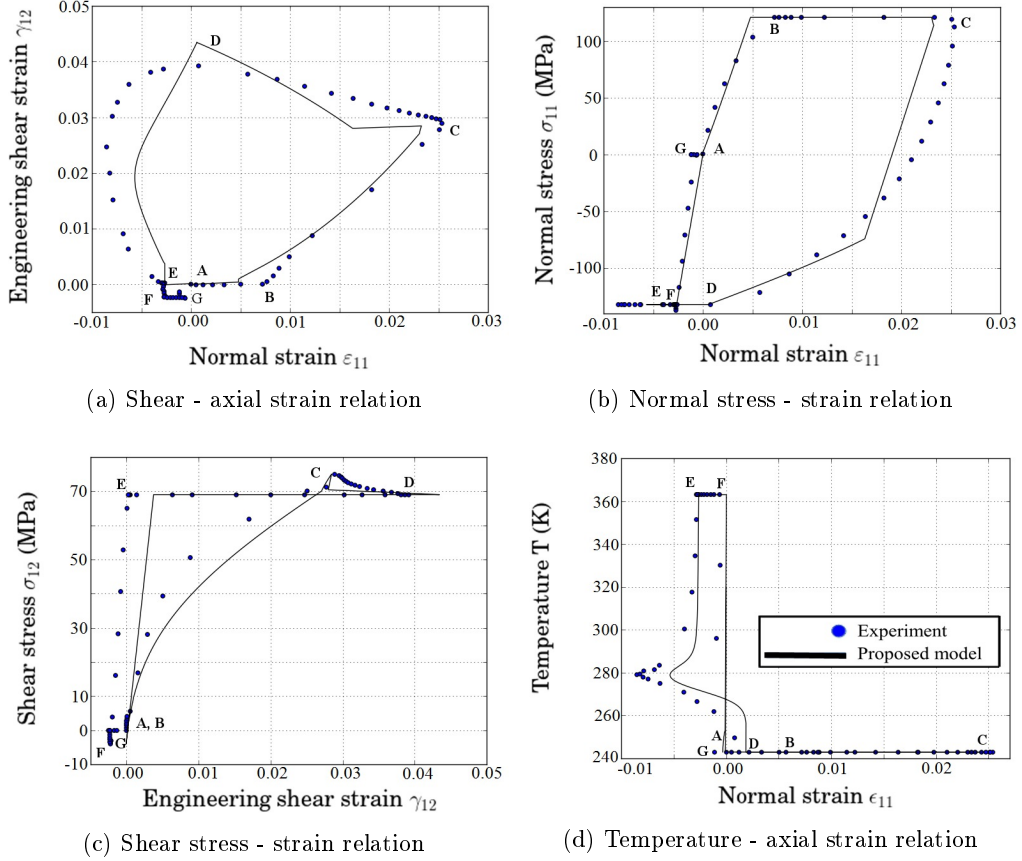 Engineering shear strain γ12
0.05
0.04
0.03
0.02
0.01
0.00
-0.01
0.00
0.01
0.02
0.03
D
C
E
A
F
G
B
Normal strain ε11
(a) Shear - axial strain relation
Normal stress σ11 (MPa)
100
50
0
-50
-100
-0.01
0.00
0.01
0.02
0.03
B
C
G
A
E
F
D
Normal strain ε11
(b) Normal stress - strain relation
Shear stress σ12 (MPa)
70
50
30
10
0
-10
0.00
0.01
0.02
0.03
0.04
0.05
E
C
D
A, B
F
G
Engineering shear strain γ12
(c) Shear stress - strain relation
Temperature T (K)
380
360
340
320
300
280
260
240
-0.01
0.00
0.01
0.02
E
F
Experiment
Proposed model
A
G
D
B
C
Normal strain ϵ11
(d) Temperature - axial strain relation